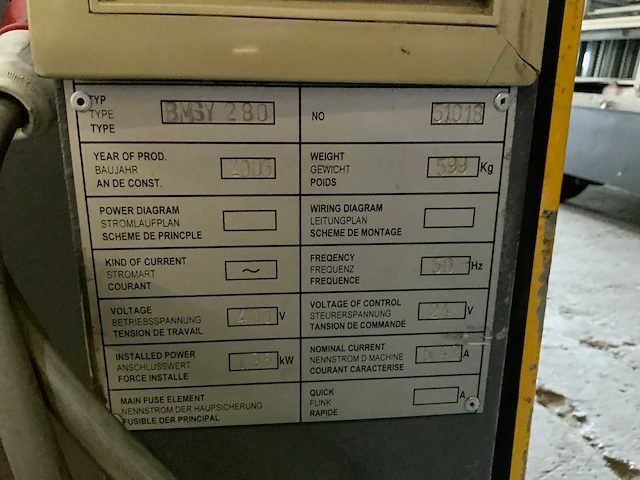 TYP
TYPE
TYPE
BMSY 280
NO
51013
YEAR OF PROD.
BAUJAHR
AN DE CONST.
WEIGHT
GEWICHT
POIDS
599 Kg
POWER DIAGRAM
STROMLAUFPLAN
SCHEME DE PRINCPLE
WIRING DIAGRAM
LEITUNGPLAN
SCHEME DE MONTAGE
KIND OF CURRENT
STROMART
COURANT
~
FREQENCY
FREQUENZ
FREQUENCE
50 Hz
VOLTAGE
BETRIEBSSPANNUNG
TENSION DE TRAVAIL
400 V
VOLTAGE OF CONTROL
STEURERSPANNUNG
TANSION DE COMMANDÉ
24 V
INSTALLED POWER
ANSCHLUSSWERT
FORCE INSTALLE
kW
NOMINAL CURRENT
NENNSTROM D MACHINE
COURANT CARACTERISE
A
MAIN FUSE ELEMENT
NENNSTROM DER HAUPSICHERUNG
FUSIBLE DER PRINCIPAL
QUICK
FLINK
RAPIDE
A